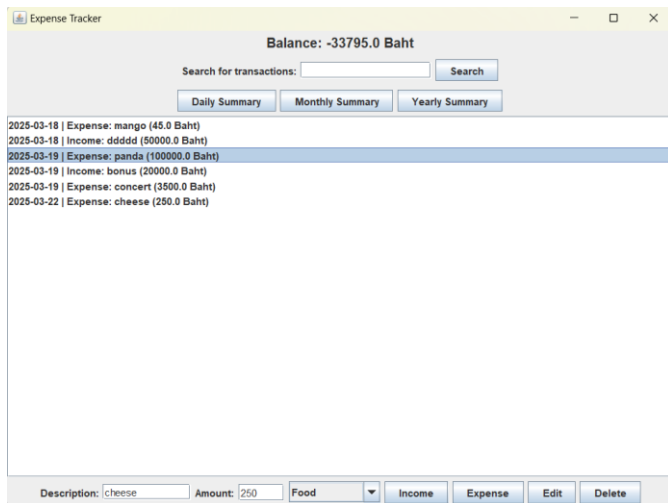 Expense Tracker
Balance: -33795.0 Baht
Search for transactions: Search
Daily Summary Monthly Summary Yearly Summary
2025-03-18 | Expense: mango (45.0 Baht)
2025-03-18 | Income: ddddd (50000.0 Baht)
2025-03-19 | Expense: panda (100000.0 Baht)
2025-03-19 | Income: bonus (20000.0 Baht)
2025-03-19 | Expense: concert (3500.0 Baht)
2025-03-22 | Expense: cheese (250.0 Baht)
Description: cheese Amount: 250 Food Income Expense Edit Delete